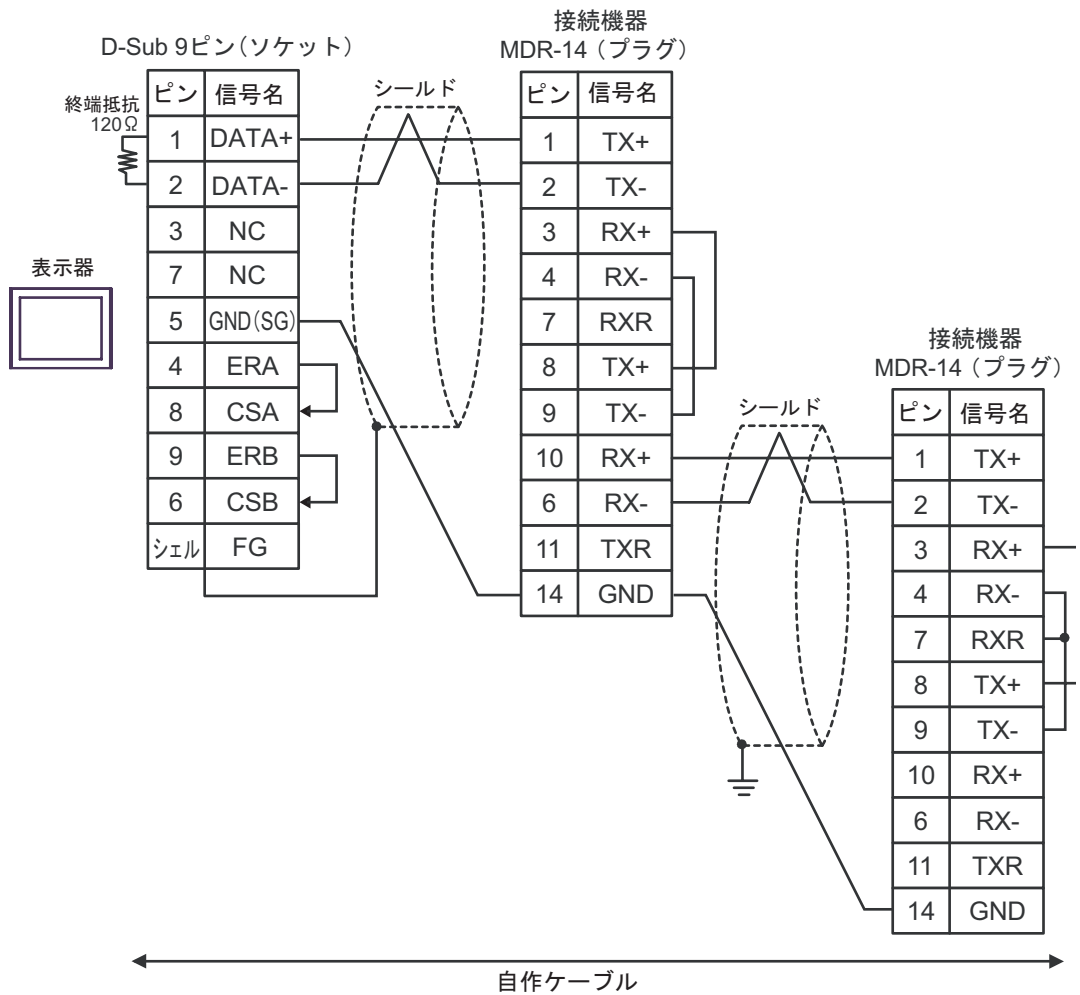 D-Sub 9ピン（ソケット）
ピン 信号名
終端抵抗
120Ω
1 DATA+
2 DATA-
3 NC
7 NC
5 GND（SG）
4 ERA
8 CSA
9 ERB
6 CSB
シェル FG
表示器
シールド
接続機器
MDR-14（プラグ）
ピン 信号名
1 TX+
2 TX-
3 RX+
4 RX-
7 RXR
8 TX+
9 TX-
10 RX+
6 RX-
11 TXR
14 GND
シールド
接続機器
MDR-14（プラグ）
ピン 信号名
1 TX+
2 TX-
3 RX+
4 RX-
7 RXR
8 TX+
9 TX-
10 RX+
6 RX-
11 TXR
14 GND
自作ケーブル